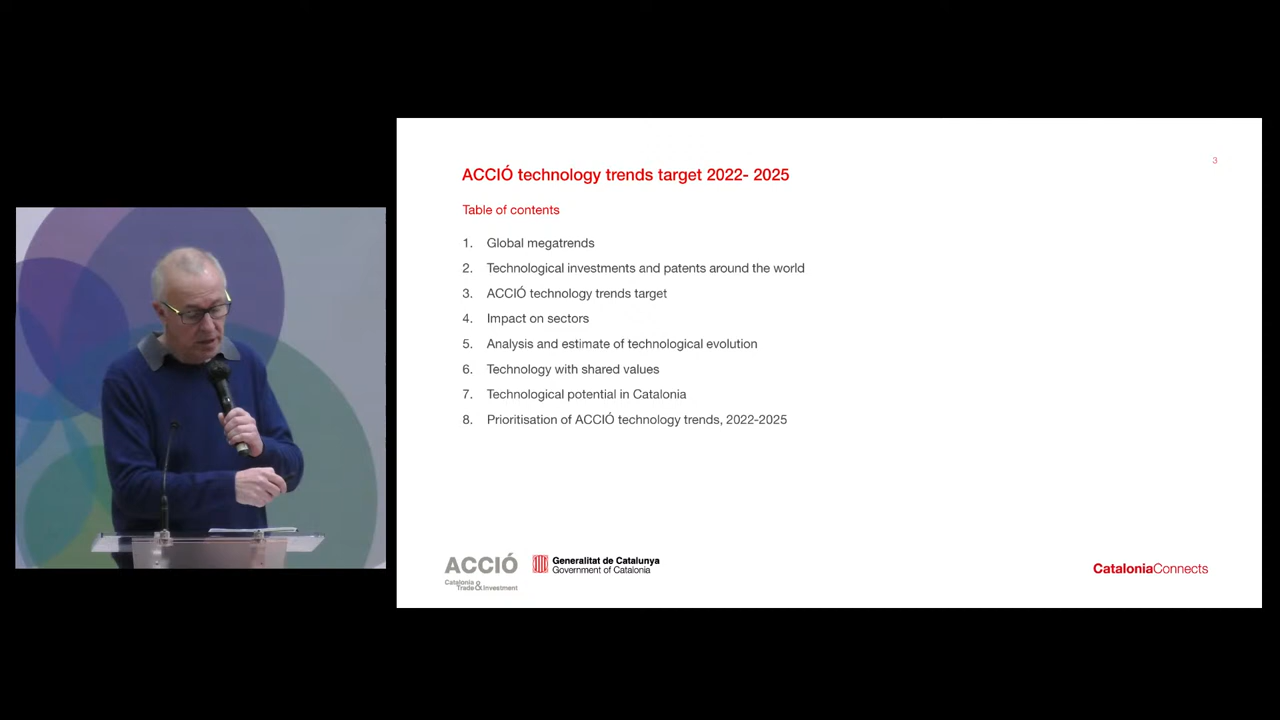 3
ACCIÓ technology trends target 2022- 2025
Table of contents
1. Global megatrends
2. Technological investments and patents around the world
3. ACCIÓ technology trends target
4. Impact on sectors
5. Analysis and estimate of technological evolution
6. Technology with shared values
7. Technological potential in Catalonia
8. Prioritisation of ACCIÓ technology trends, 2022-2025
ACCIÓ
Catalonia
Trade & Investment
Generalitat de Catalunya
Government of Catalonia
CataloniaConnects